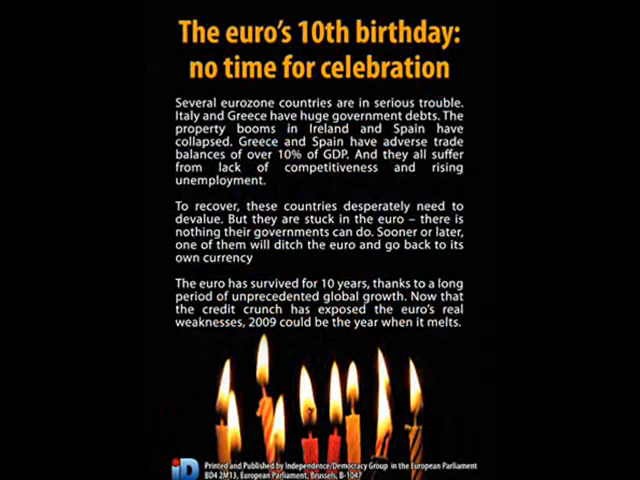 The euro's 10th birthday:
no time for celebration
Several eurozone countries are in serious trouble.
Italy and Greece have huge government debts. The
property booms in Ireland and Spain have
collapsed. Greece and Spain have adverse trade
balances of over 10% of GDP. And they all suffer
from lack of competitiveness and rising
unemployment.
To recover, these countries desperately need to
devalue. But they are stuck in the euro – there is
nothing their governments can do. Sooner or later,
one of them will ditch the euro and go back to its
own currency
The euro has survived for 10 years, thanks to a long
period of unprecedented global growth. Now that
the credit crunch has exposed the euro's real
weaknesses, 2009 could be the year when it melts.
iD
Printed and Published by Independence/Democracy Group in the European Parliament
BD4 2M13, European Parliament, Brussels, B-1047